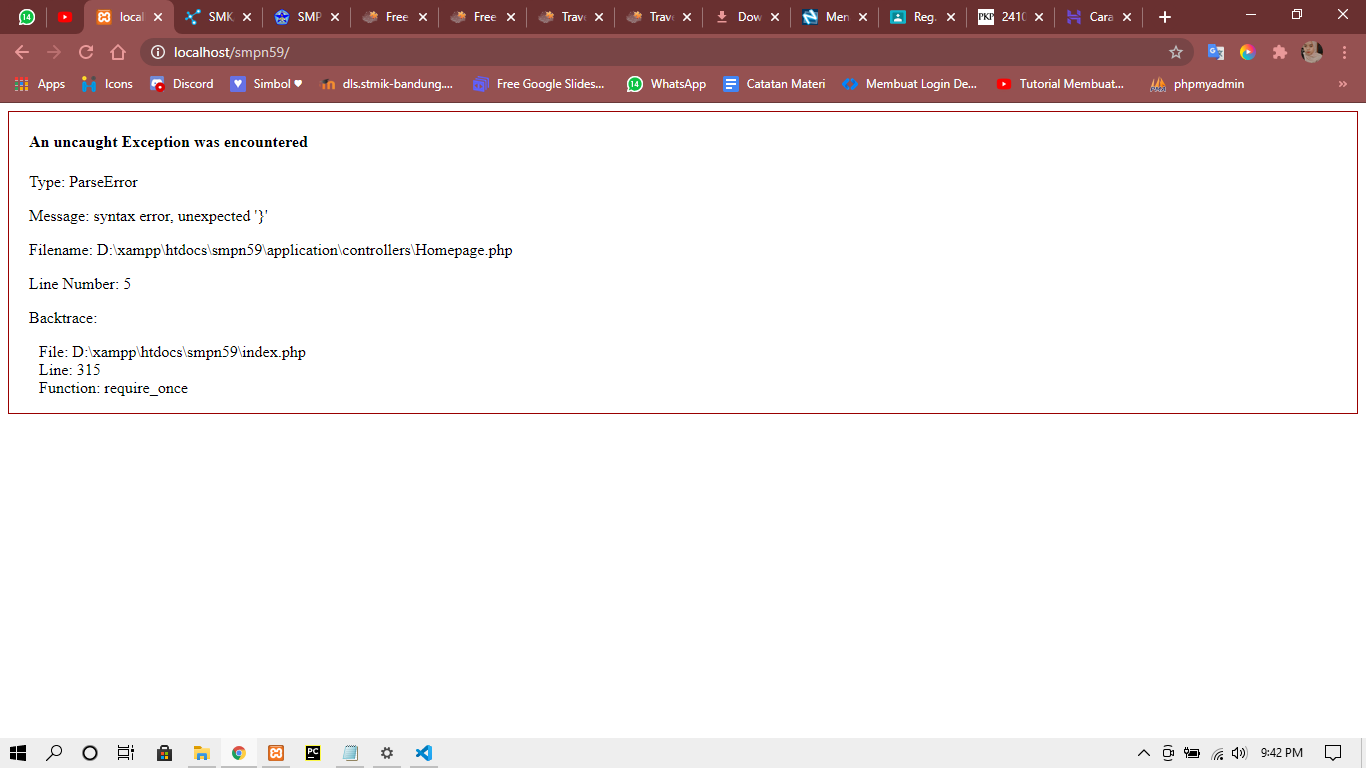 14
local
SMK
SMP
Free
Free
Trav
Trav
Dow
Men
Reg.
PKP 2410
Cara
localhost/smpn59/
Apps
Icons
Discord
Simbol ♥
dls.stmik-bandung....
Free Google Slides...
14 WhatsApp
Catatan Materi
Membuat Login De...
Tutorial Membuat...
phpmyadmin
»
An uncaught Exception was encountered
Type: ParseError
Message: syntax error, unexpected '}'
Filename: D:\xampp\htdocs\smpn59\application\controllers\Homepage.php
Line Number: 5
Backtrace:
File: D:\xampp\htdocs\smpn59\index.php
Line: 315
Function: require_once
PC
9:42 PM